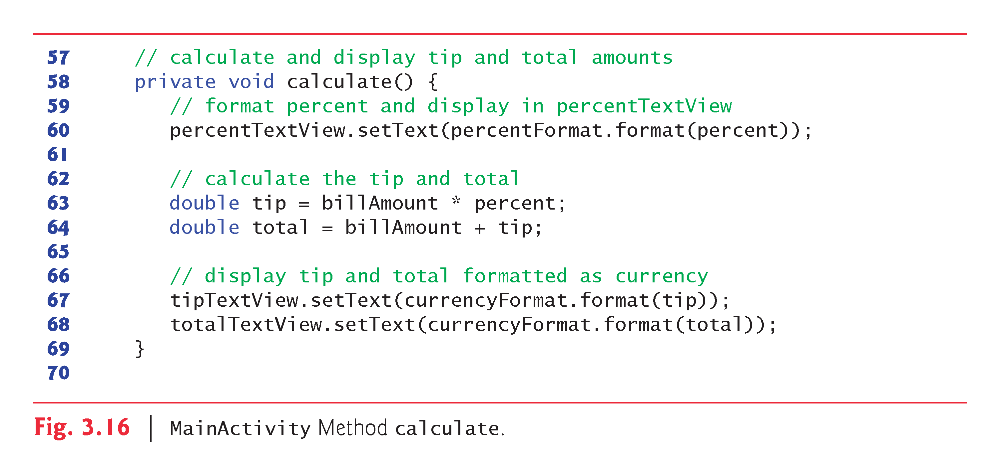 57 // calculate and display tip and total amounts
58 private void calculate() {
59 // format percent and display in percentTextView
60 percentTextView.setText(percentFormat.format(percent));
61
62 // calculate the tip and total
63 double tip = billAmount * percent;
64 double total = billAmount + tip;
65
66 // display tip and total formatted as currency
67 tipTextView.setText(currencyFormat.format(tip));
68 totalTextView.setText(currencyFormat.format(total));
69 }
70
Fig. 3.16 | MainActivity Method calculate.